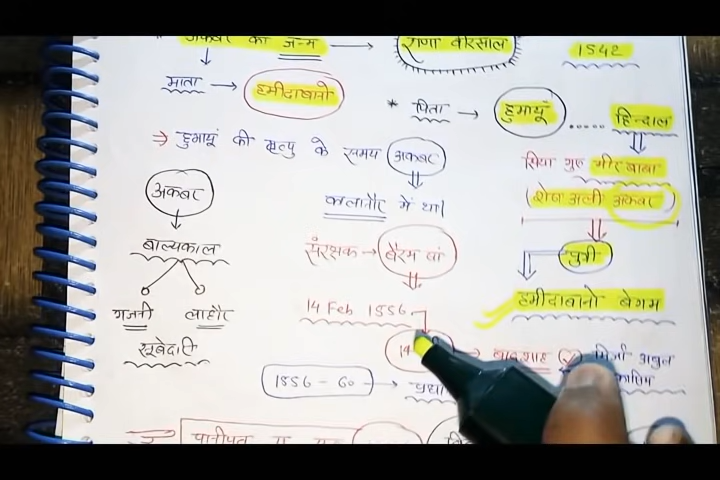 अकबर का जन्म → राणा वीरसाल 1542
माता → हमीदाबानो
* पिता → हुमायूं ..... हिन्दाल
⇒ हुमायूं की मृत्यु के समय अकबर
सिया गुरु मीर बाबा
(शेख अली अकबर
अकबर
कलानौर में था।
बाल्यकाल
संरक्षक → बैरम खां
पुत्री
हमीदाबानो बेगम
गजनी लाहौर
14 Feb 1556
सूबेदारी
14 → बादशाह मिर्जा अबुल
1556 - 60 →